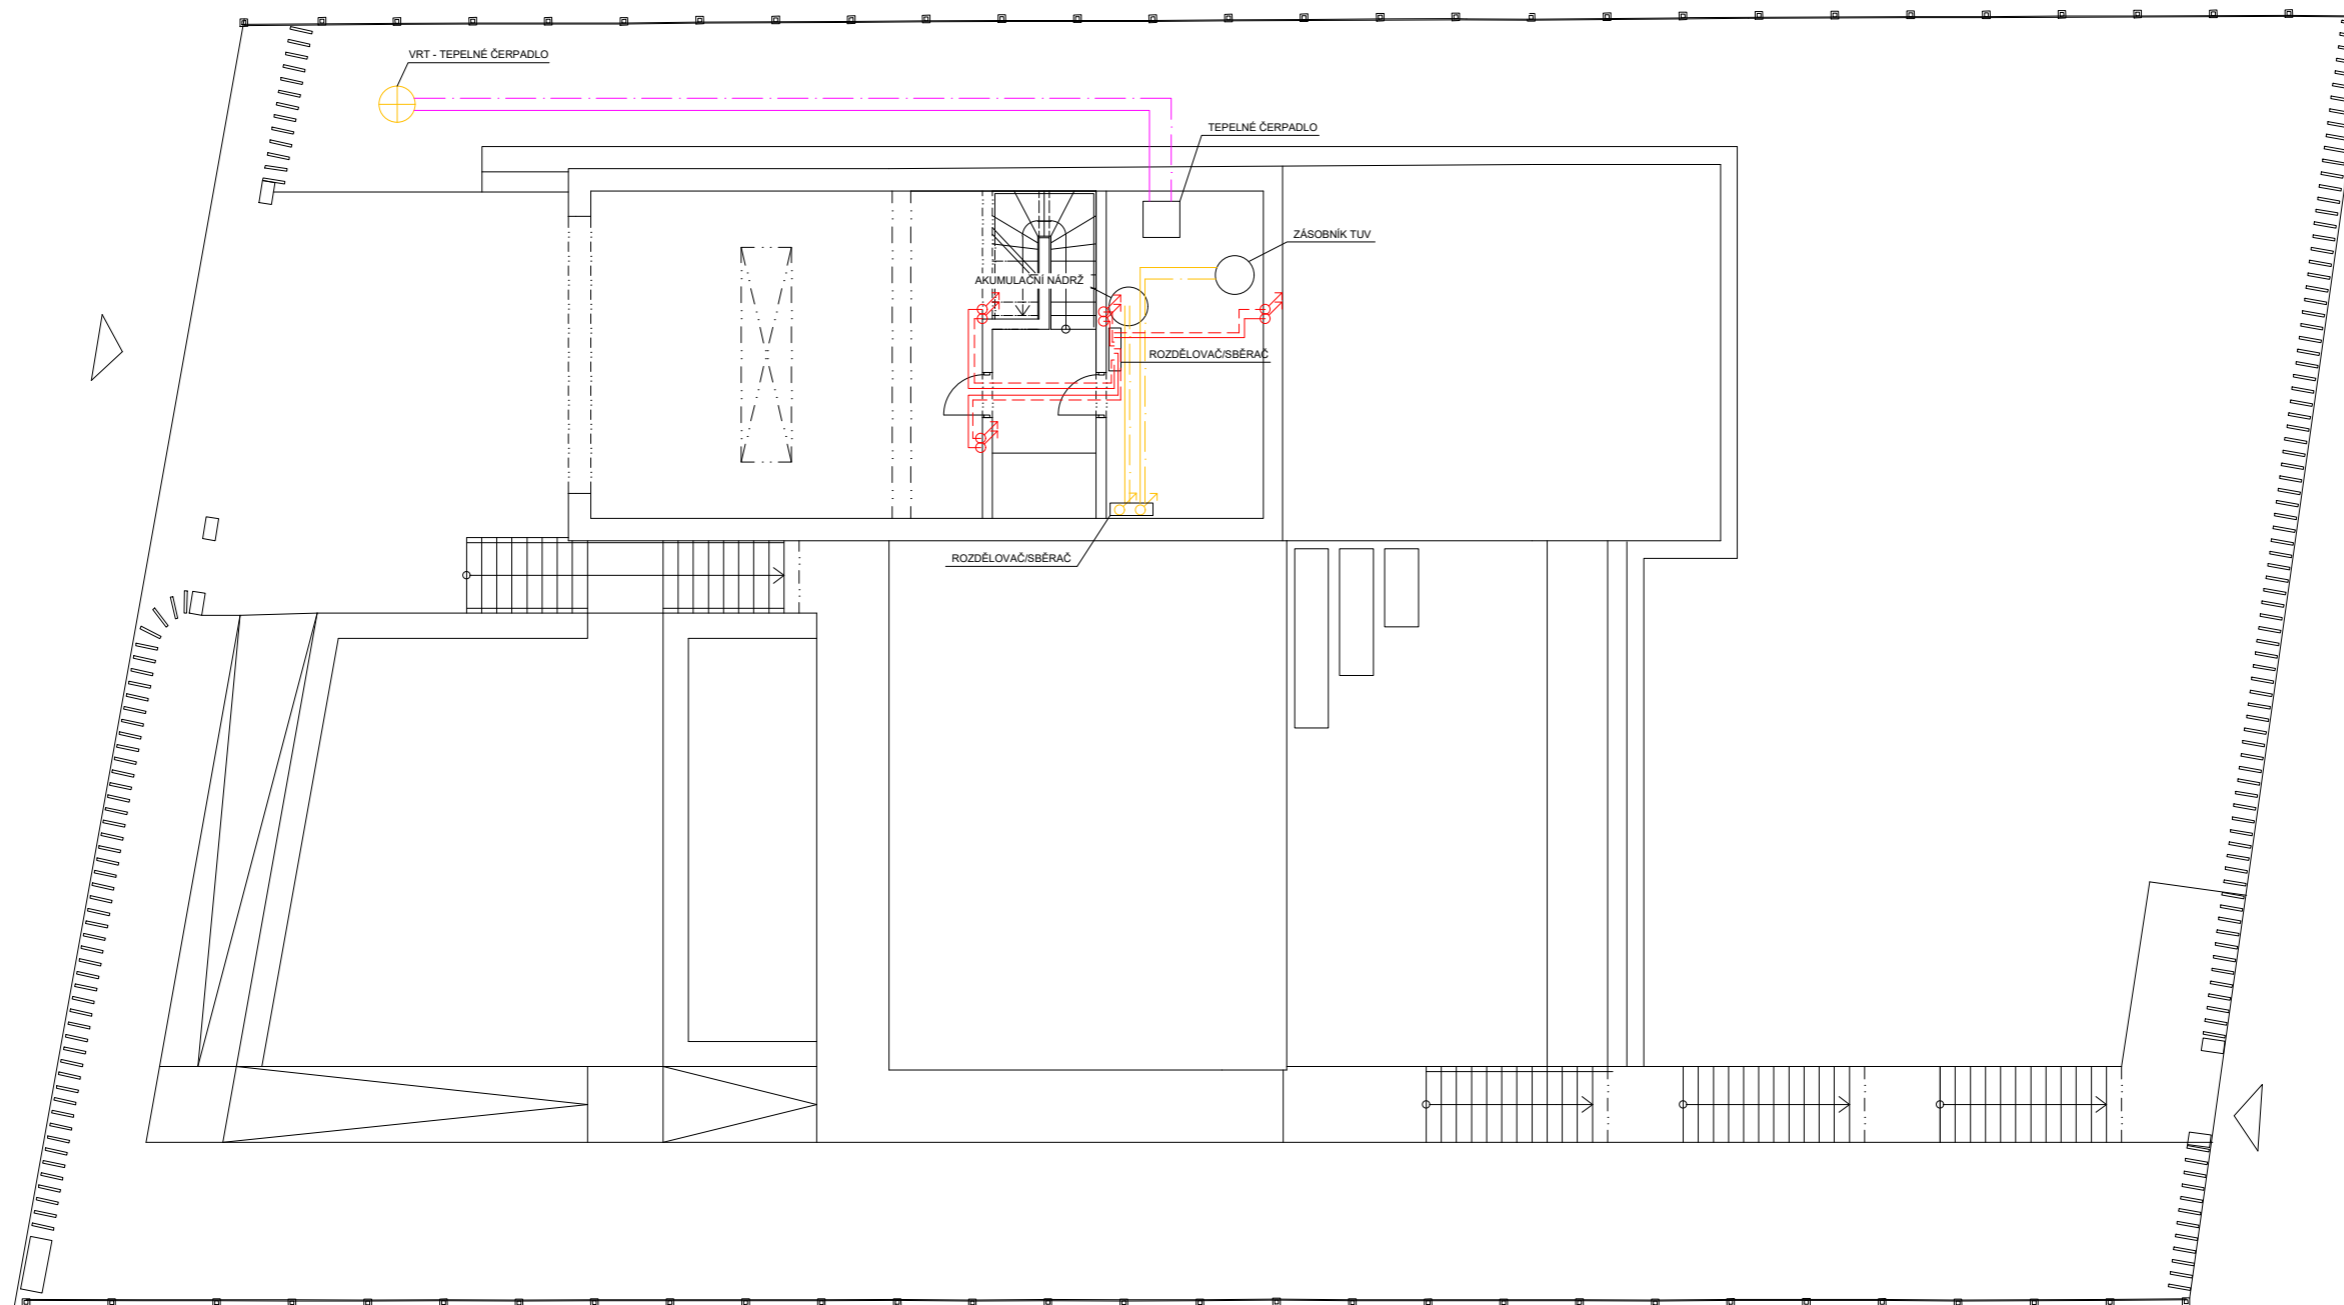 VRT - TEPELNÉ ČERPADLO
TEPELNÉ ČERPADLO
ZÁSOBNÍK TUV
AKUMULAČNÍ NÁDRŽ
ROZDĚLOVAČ/SBĚRAČ
ROZDĚLOVAČ/SBĚRAČ